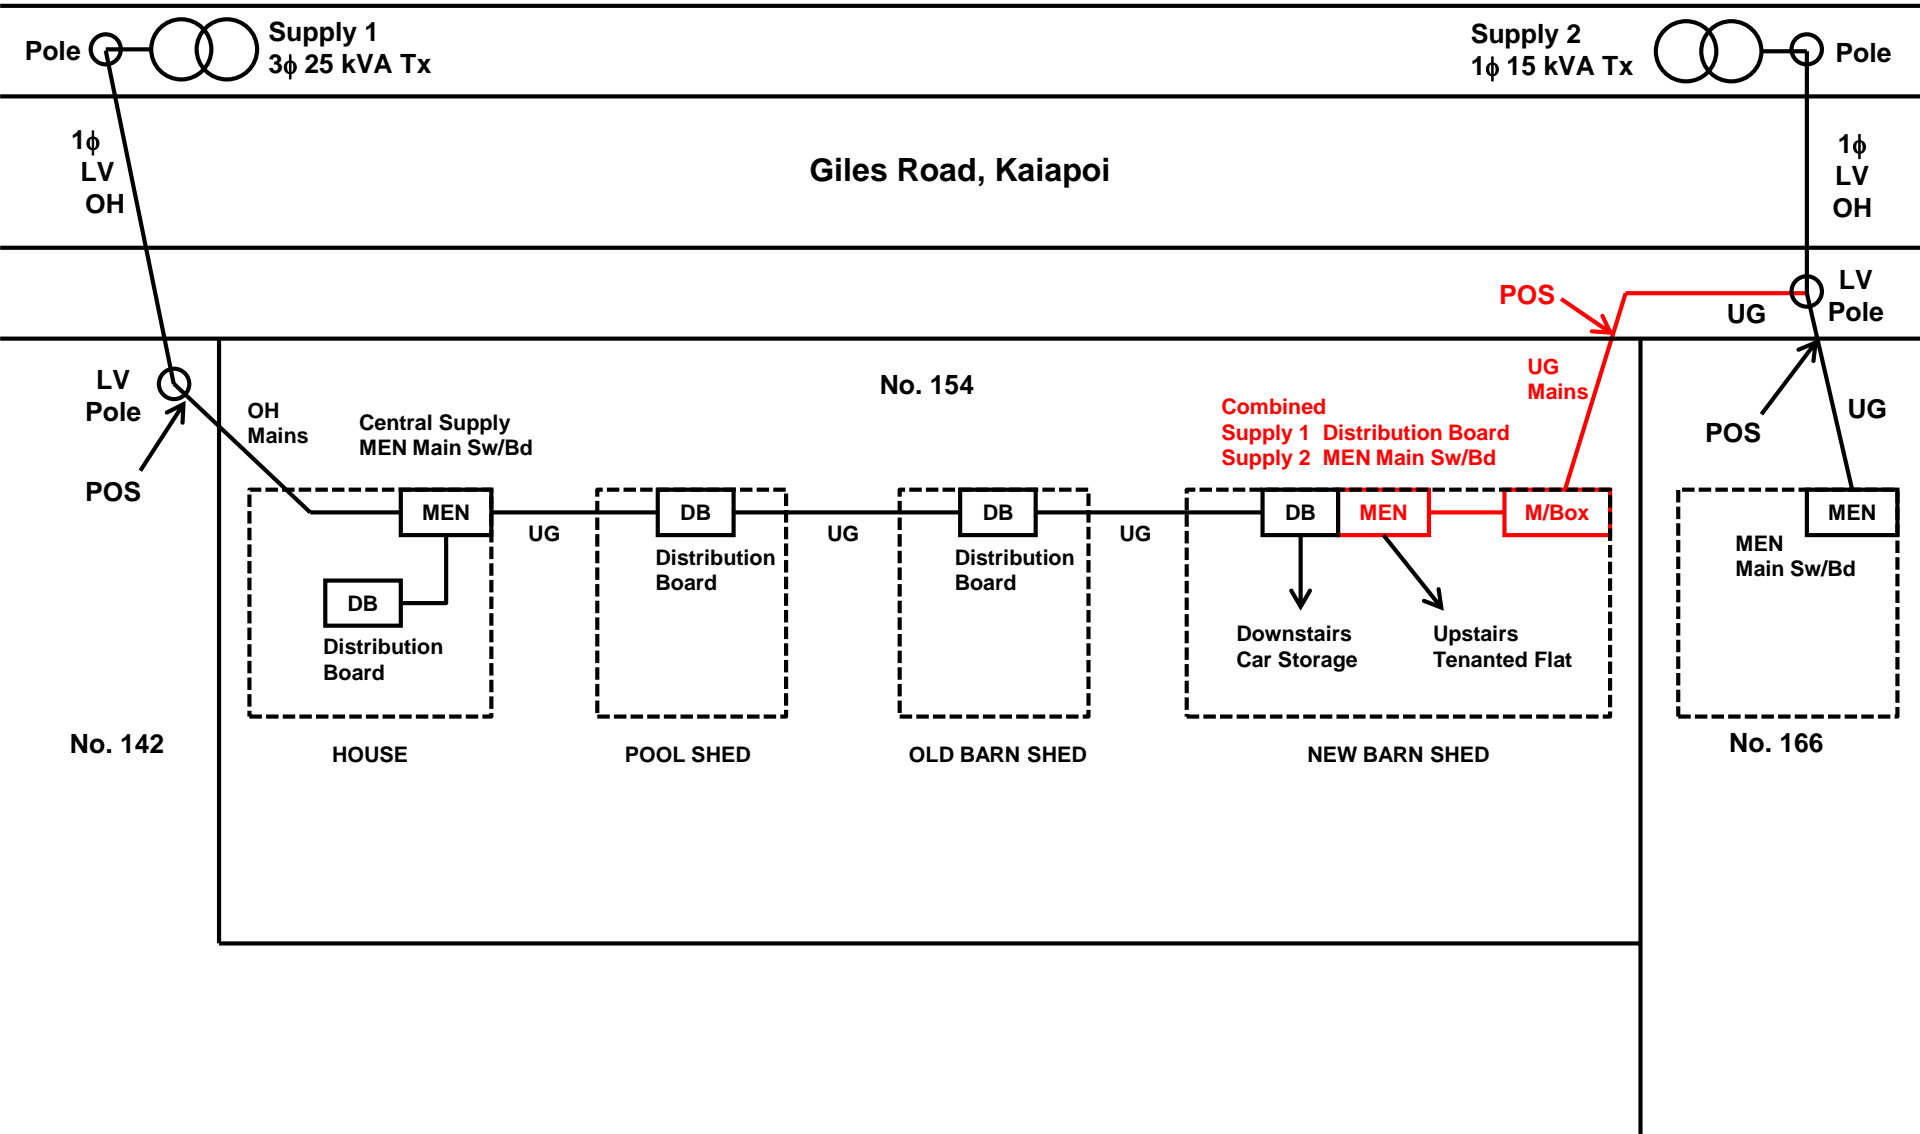 Pole
Supply 1
3ϕ 25 kVA Tx
Supply 2
1ϕ 15 kVA Tx
Pole
1ϕ
LV
OH
Giles Road, Kaiapoi
1ϕ
LV
OH
POS
UG
LV
Pole
LV
Pole
POS
OH
Mains
Central Supply
MEN Main Sw/Bd
No. 154
UG
Mains
Combined
Supply 1 Distribution Board
Supply 2 MEN Main Sw/Bd
POS
UG
MEN
UG
DB
UG
DB
UG
DB
MEN
M/Box
MEN
DB
Distribution
Board
Distribution
Board
Distribution
Board
Downstairs
Car Storage
Upstairs
Tenanted Flat
MEN
Main Sw/Bd
No. 142
HOUSE
POOL SHED
OLD BARN SHED
NEW BARN SHED
No. 166